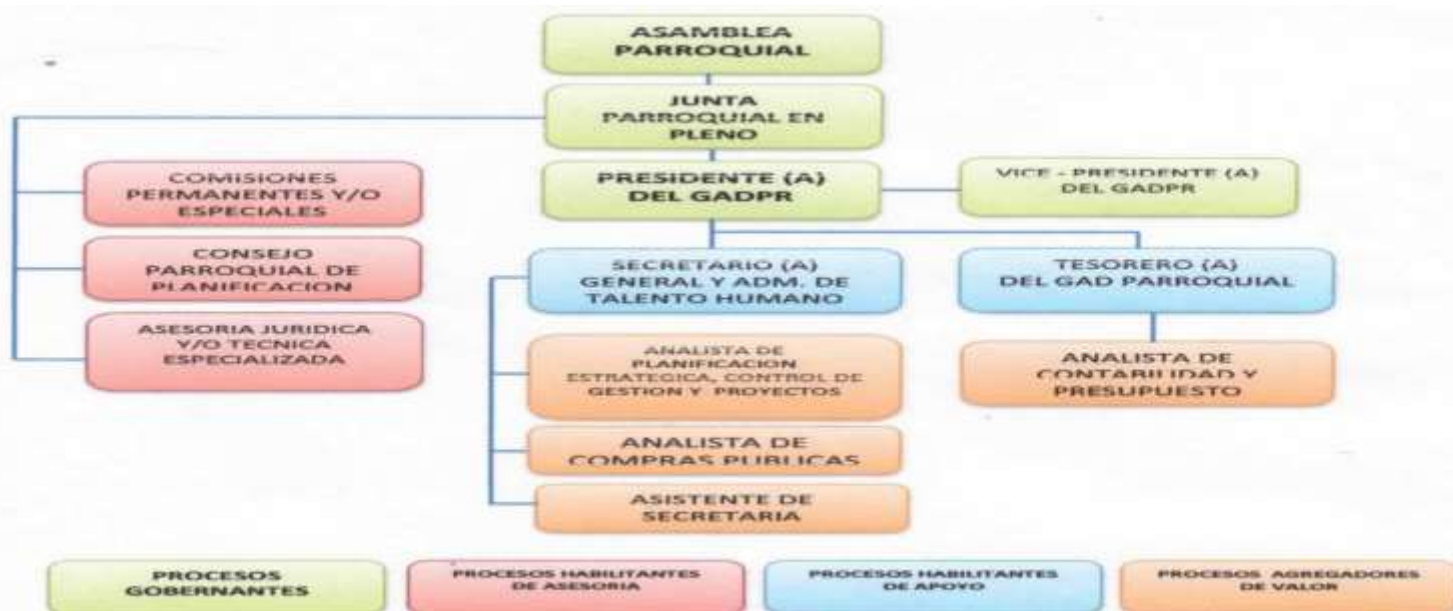 ASAMBLEA
PARROQUIAL
JUNTA
PARROQUIAL EN
PLENO
COMISIONES
PERMANENTES Y/O
ESPECIALES
PRESIDENTE (A)
DEL GADPR
VICE - PRESIDENTE (A)
DEL GADPR
CONSEJO
PARROQUIAL DE
PLANIFICACION
SECRETARIO (A)
GENERAL Y ADM. DE
TALENTO HUMANO
TESORERO (A)
DEL GAD PARROQUIAL
ASESORIA JURIDICA
Y/O TECNICA
ESPECIALIZADA
ANALISTA DE
PLANIFICACION
ESTRATEGICA, CONTROL DE
GESTION Y PROYECTOS
ANALISTA DE
CONTABILIDAD Y
PRESUPUESTO
ANALISTA DE
COMPRAS PUBLICAS
ASISTENTE DE
SECRETARIA
PROCESOS
GOBERNANTES
PROCESOS HABILITANTES
DE ASESORIA
PROCESOS HABILITANTES
DE APOYO
PROCESOS AGREGADORES
DE VALOR